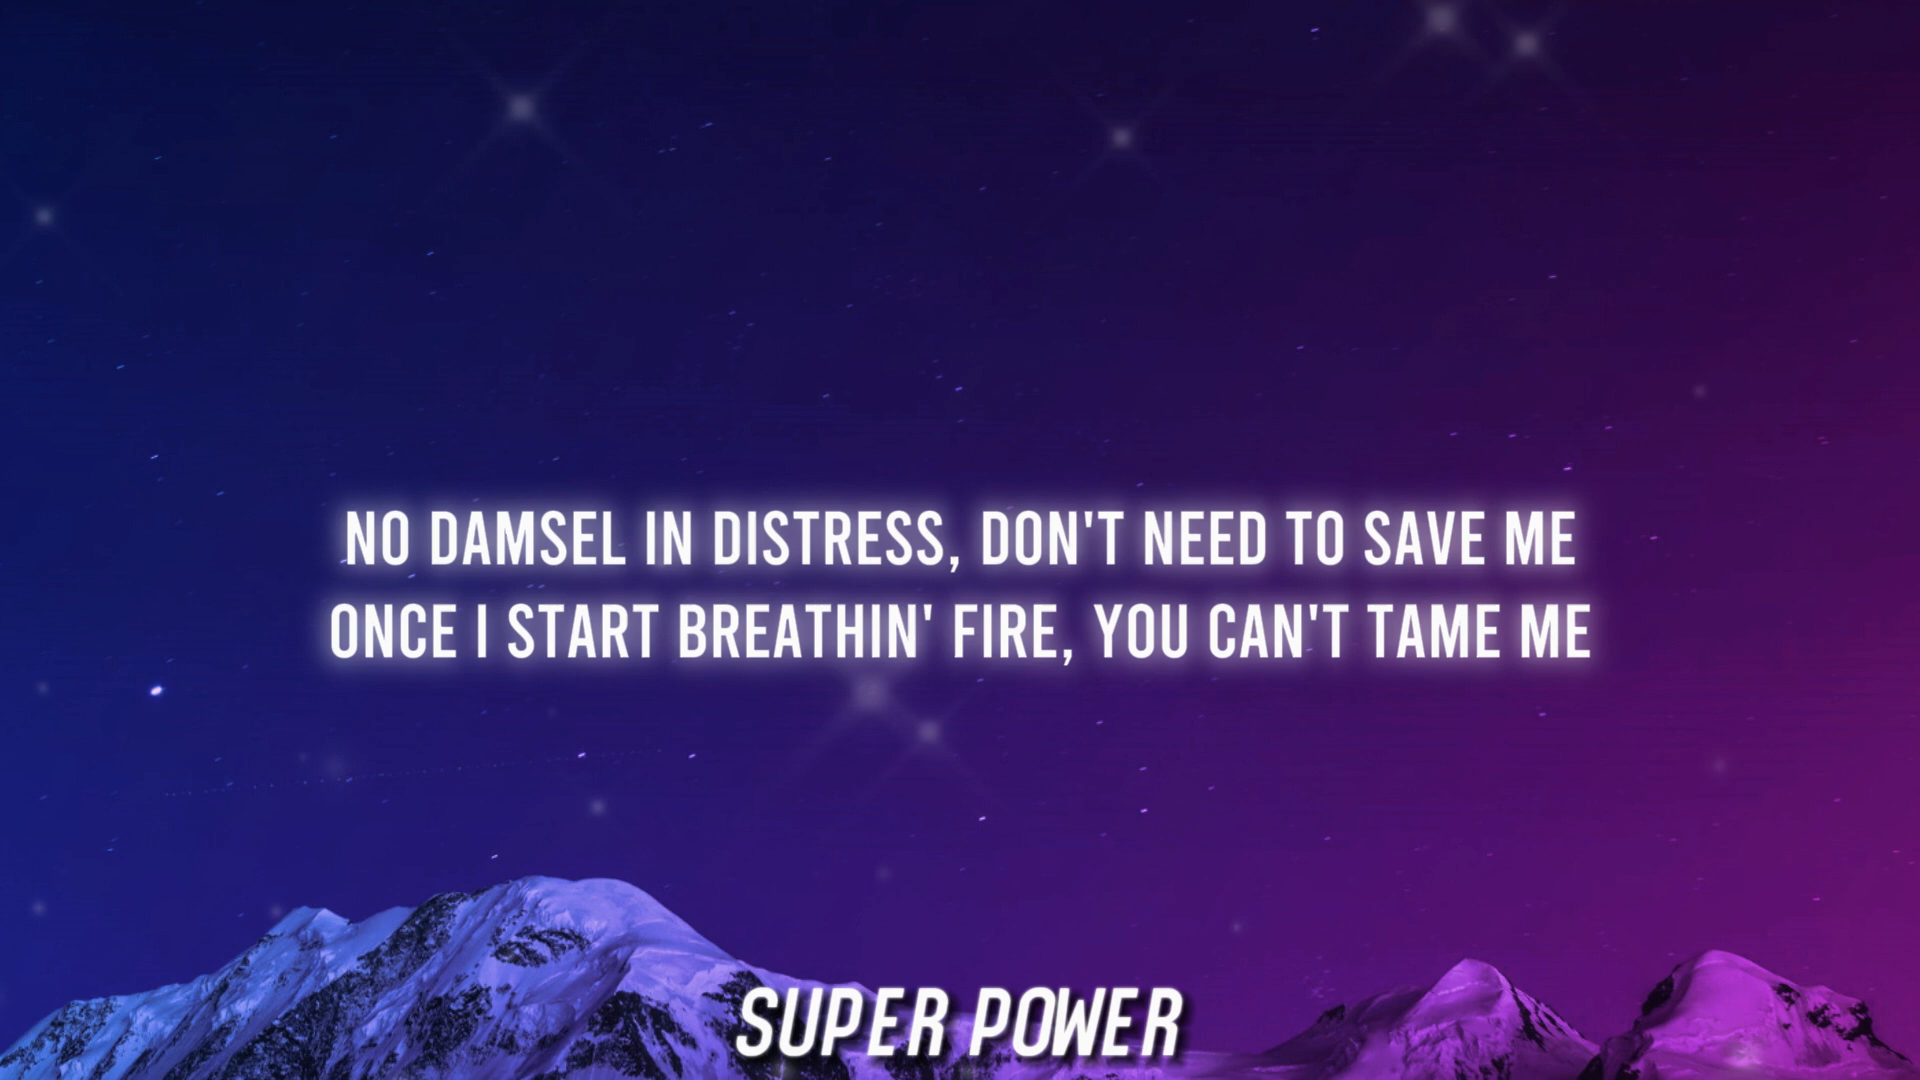 NO DAMSEL IN DISTRESS, DON'T NEED TO SAVE ME
ONCE I START BREATHIN' FIRE, YOU CAN'T TAME ME
SUPER POWER